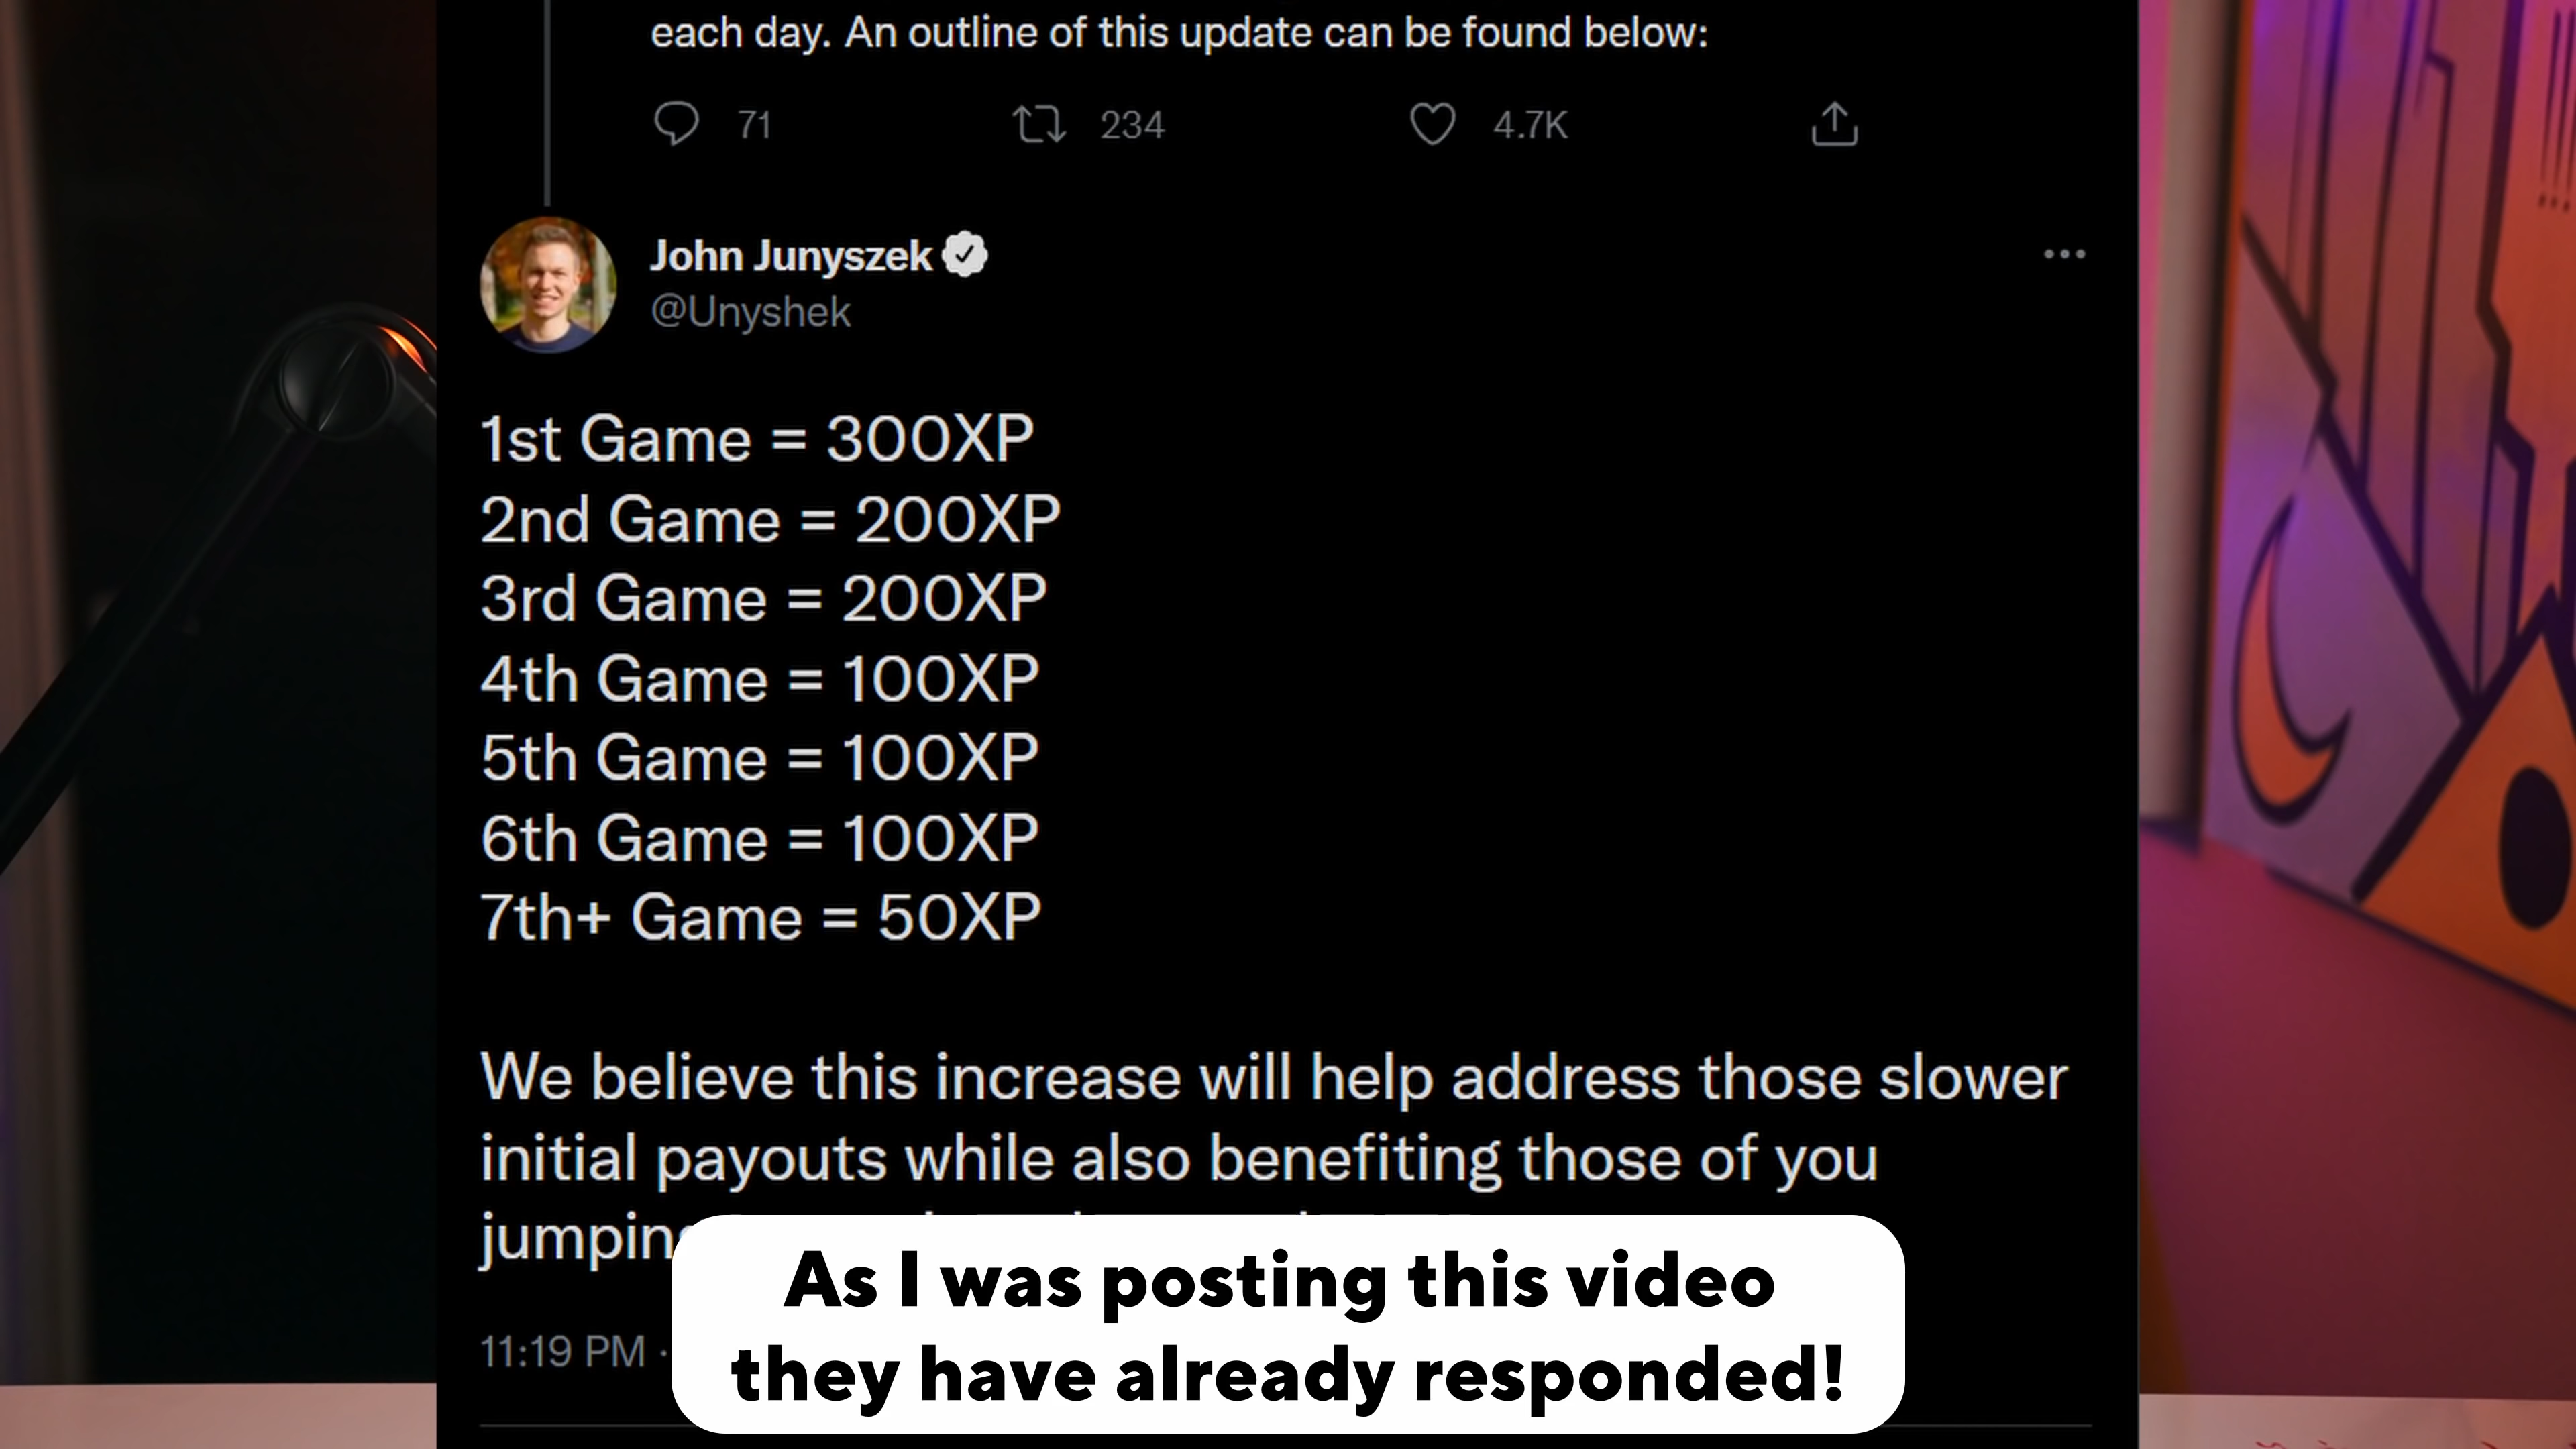 each day. An outline of this update can be found below:
71 234 4.7K
John Junyszek
@Unyshek
1st Game = 300XP
2nd Game = 200XP
3rd Game = 200XP
4th Game = 100XP
5th Game = 100XP
6th Game = 100XP
7th+ Game = 50XP
We believe this increase will help address those slower
initial payouts while also benefiting those of you
As I was posting this video
they have already responded!
11:19 PM ·